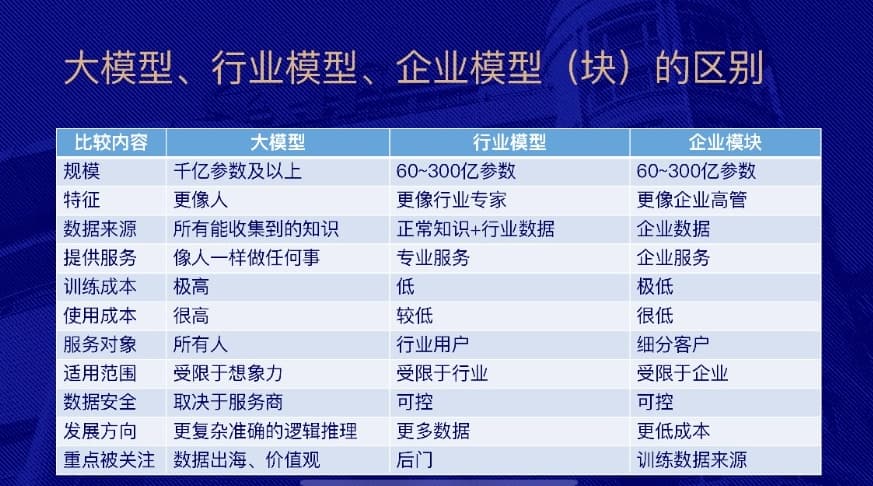 大模型、行业模型、企业模型（块）的区别
比较内容 大模型 行业模型 企业模块
规模 千亿参数及以上 60~300亿参数 60~300亿参数
特征 更像人 更像行业专家 更像企业高管
数据来源 所有能收集到的知识 正常知识+行业数据 企业数据
提供服务 像人一样做任何事 专业服务 企业服务
训练成本 极高 低 极低
使用成本 很高 较低 很低
服务对象 所有人 行业用户 细分客户
适用范围 受限于想象力 受限于行业 受限于企业
数据安全 取决于服务商 可控 可控
发展方向 更复杂准确的逻辑推理 更多数据 更低成本
重点被关注 数据出海、价值观 后门 训练数据来源